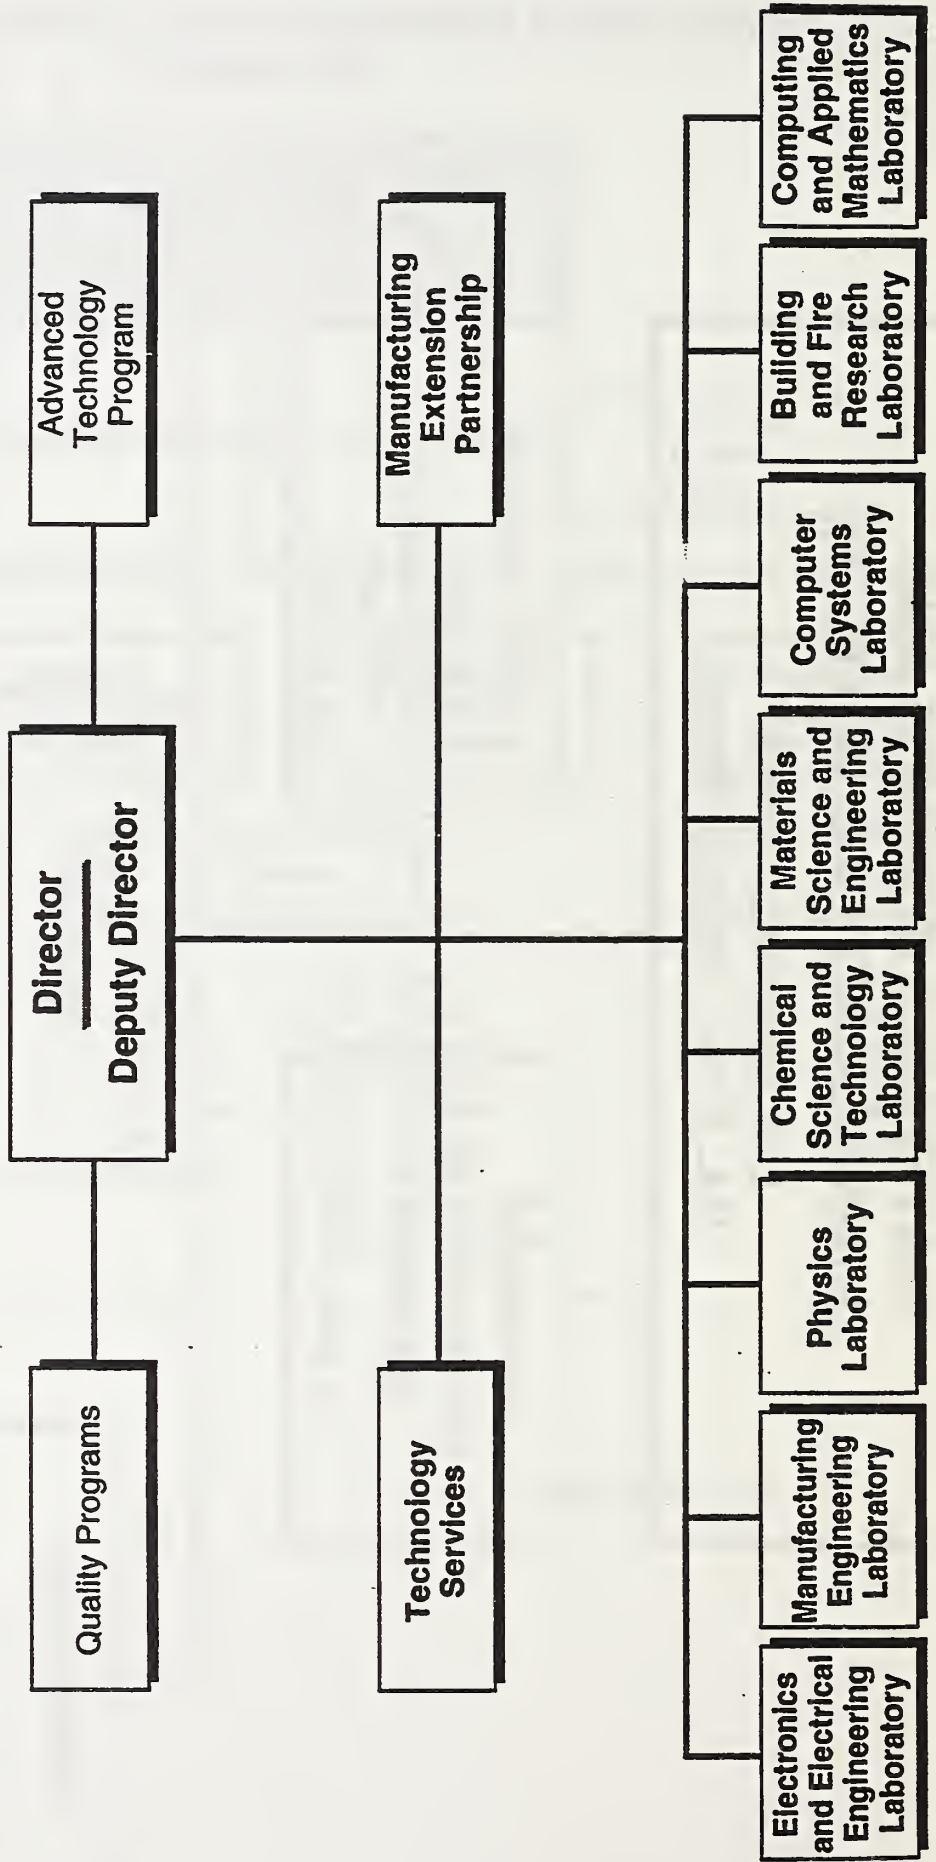 Director
Deputy Director
Quality Programs
Advanced
Technology
Program
Technology
Services
Manufacturing
Extension
Partnership
Electronics
and Electrical
Engineering
Laboratory
Manufacturing
Engineering
Laboratory
Physics
Laboratory
Chemical
Science and
Technology
Laboratory
Materials
Science and
Engineering
Laboratory
Computer
Systems
Laboratory
Building
and Fire
Research
Laboratory
Computing
and Applied
Mathematics
Laboratory